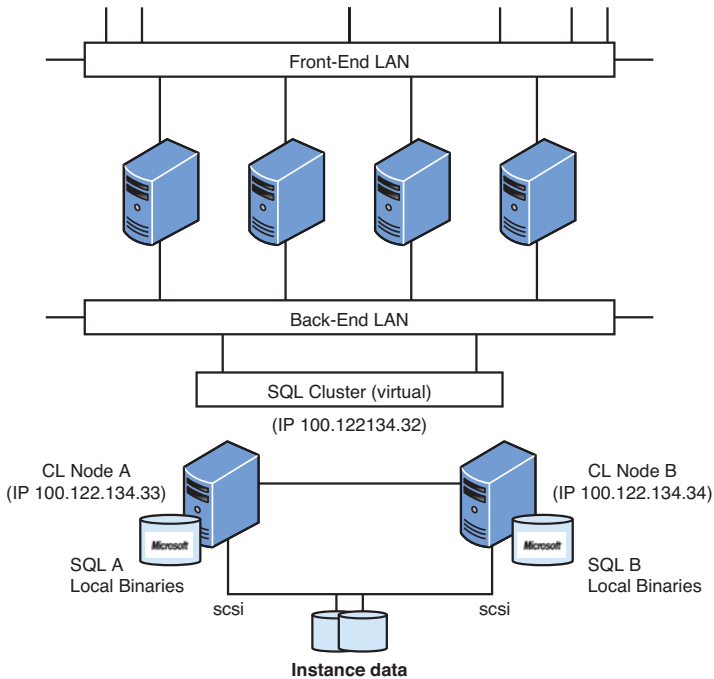 Front-End LAN
Back-End LAN
SQL Cluster (virtual)
(IP 100.122134.32)
CL Node A
(IP 100.122.134.33)
CL Node B
(IP 100.122.134.34)
Microsoft
Microsoft
SQL A
Local Binaries
SQL B
Local Binaries
scsi
scsi
Instance data